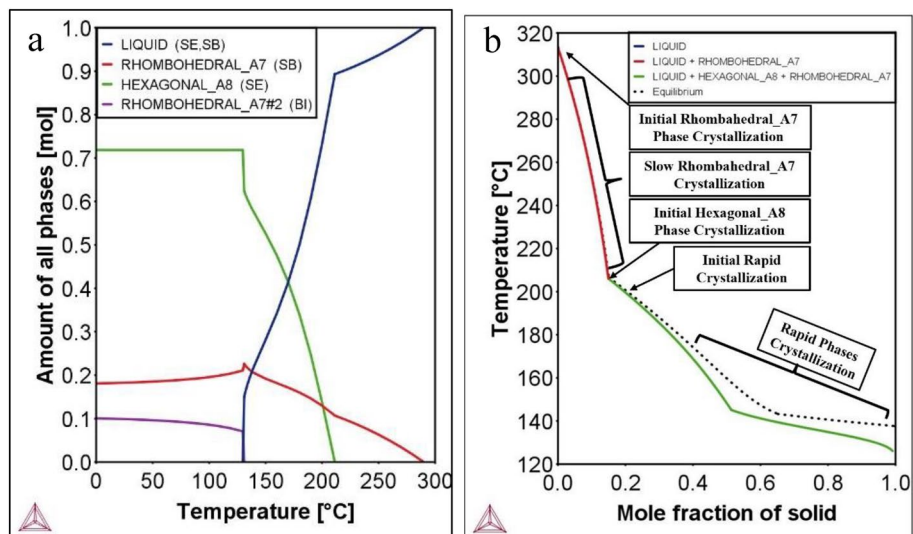 a
LIQUID (SE,SB)
RHOMBOHEDRAL_A7 (SB)
HEXAGONAL_A8 (SE)
RHOMBOHEDRAL_A7#2 (BI)
Amount of all phases [mol]
1.0
0.9
0.8
0.7
0.6
0.5
0.4
0.3
0.2
0.1
0.0
0 50 100 150 200 250 300
Temperature [°C]
b
LIQUID
LIQUID + RHOMBOHEDRAL_A7
LIQUID + HEXAGONAL_A8 + RHOMBOHEDRAL_A7
Equilibrium
Initial Rhombahedral_A7
Phase Crystallization
Slow Rhombahedral_A7
Crystallization
Initial Hexagonal_A8
Phase Crystallization
Initial Rapid
Crystallization
Rapid Phases
Crystallization
Temperature [°C]
320
300
280
260
240
220
200
180
160
140
120
0.0 0.2 0.4 0.6 0.8 1.0
Mole fraction of solid